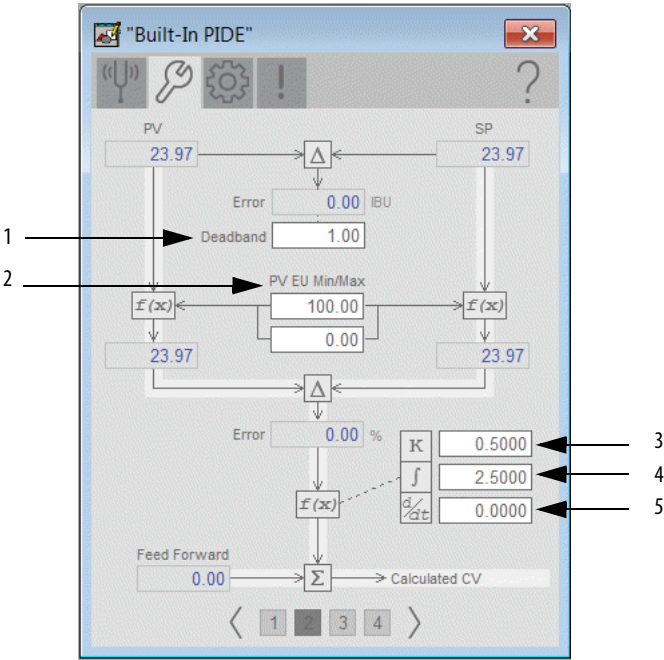 "Built-In PIDE"
?
PV SP
23.97 Δ 23.97
Error 0.00 IBU
1 Deadband 1.00
2 PV EU Min/Max
f(x) 100.00 f(x)
0.00
23.97 23.97
Δ
Error 0.00 %
K 0.5000 3
∫ 2.5000 4
f(x) d/dt 0.0000 5
Feed Forward
0.00 Σ Calculated CV
1 2 3 4